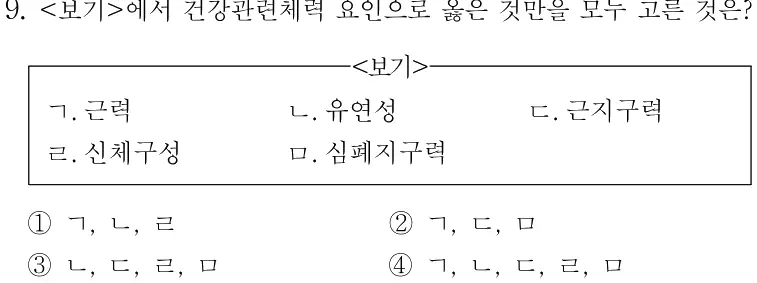 9. <보기>에서 건강관련체력 요인으로 옳은 것만을 모두 고른 것은?
<보기>
ㄱ. 근력 ㄴ. 유연성 ㄷ. 근지구력
ㄹ. 신체구성 ㅁ. 심폐지구력
① ㄱ, ㄴ, ㄹ ② ㄱ, ㄷ, ㅁ
③ ㄴ, ㄷ, ㄹ, ㅁ ④ ㄱ, ㄴ, ㄷ, ㄹ, ㅁ